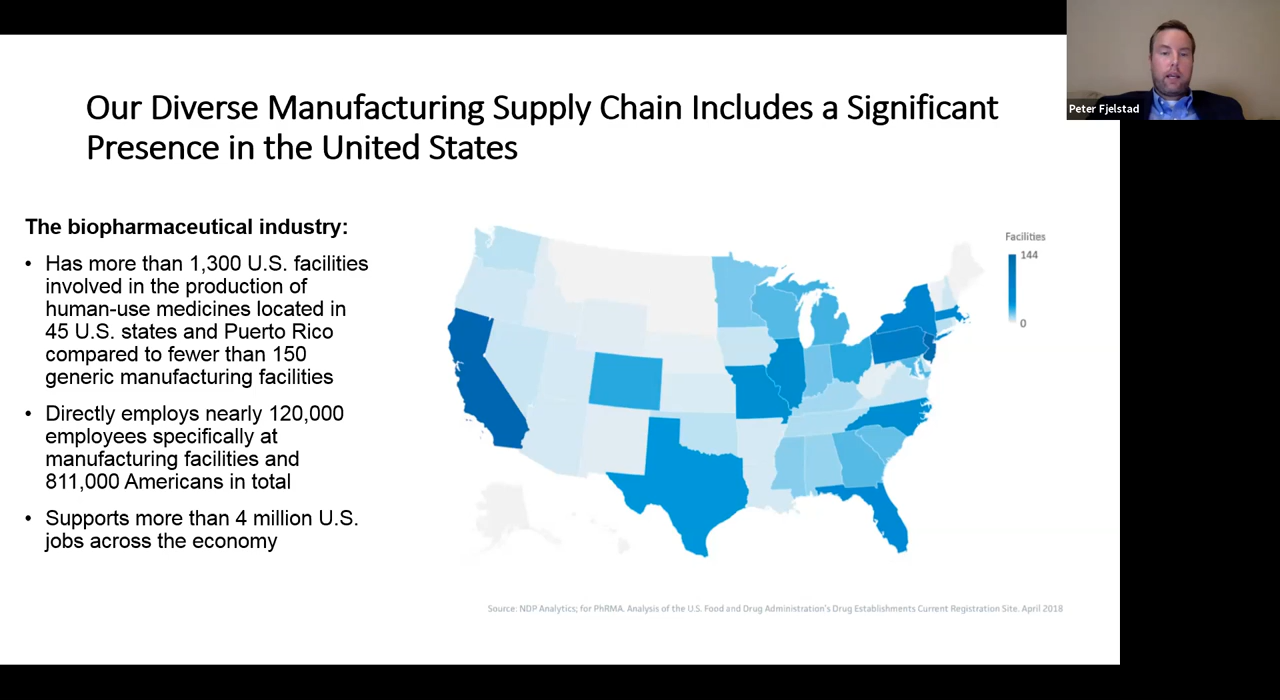 Our Diverse Manufacturing Supply Chain Includes a Significant
Presence in the United States
Peter Fjelstad
The biopharmaceutical industry:
• Has more than 1,300 U.S. facilities
involved in the production of
human-use medicines located in
45 U.S. states and Puerto Rico
compared to fewer than 150
generic manufacturing facilities
• Directly employs nearly 120,000
employees specifically at
manufacturing facilities and
811,000 Americans in total
• Supports more than 4 million U.S.
jobs across the economy
Facilities
144
0
Source: NDP Analytics; for PhRMA. Analysis of the U.S. Food and Drug Administration's Drug Establishments Current Registration Site. April 2018